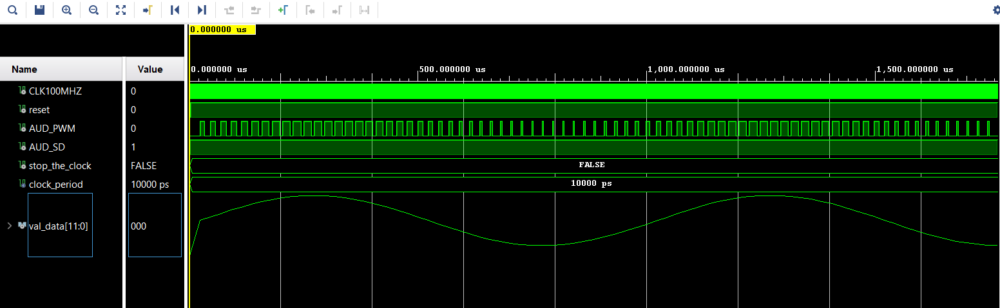 0.000000 us
Name Value 0.000000 us 500.000000 us 1,000.000000 us 1,500.000000 us
CLK100MHZ 0
reset 0
AUD_PWM 0
AUD_SD 1
stop_the_clock FALSE FALSE
clock_period 10000 ps 10000 ps
val_data[11:0] 000